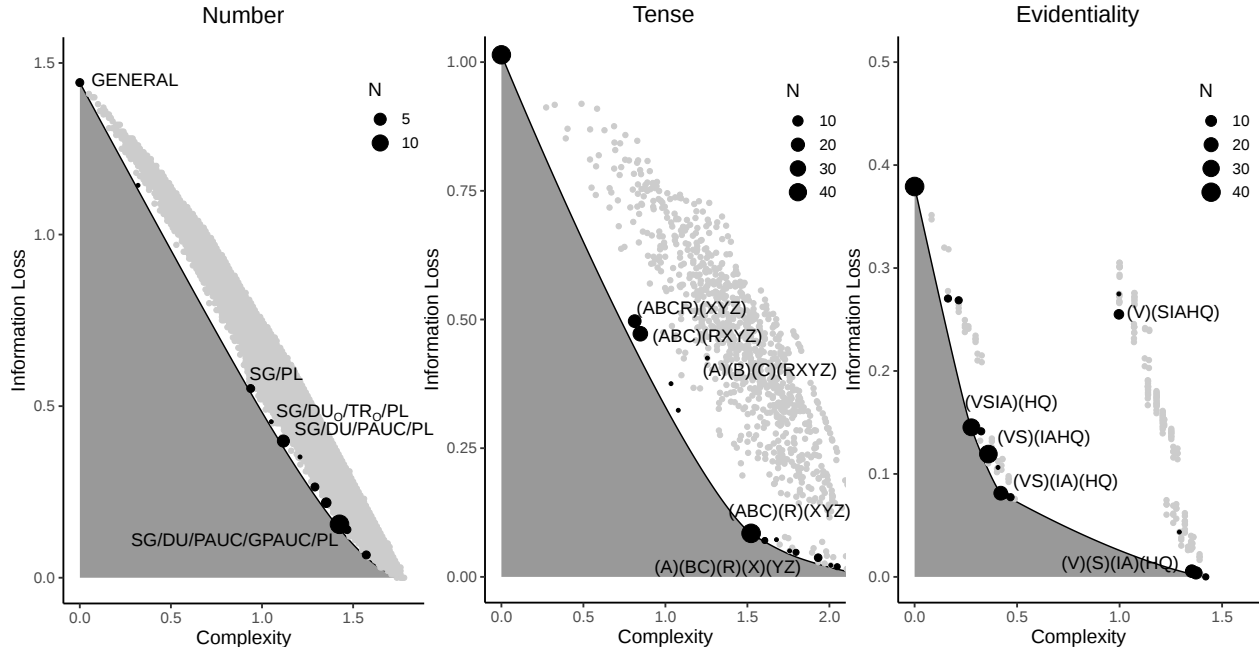 Number
Information Loss
1.5
1.0
0.5
0.0
GENERAL
N
5
10
SG/PL
SG/DUO/TRO/PL
SG/DU/PAUC/PL
SG/DU/PAUC/GPAUC/PL
0.0 0.5 1.0 1.5
Complexity
Tense
Information Loss
1.00
0.75
0.50
0.25
0.00
N
10
20
30
40
(ABCR)(XYZ)
(ABC)(RXYZ)
(A)(B)(C)(RXYZ)
(ABC)(R)(XYZ)
(A)(BC)(R)(X)(YZ)
0.0 0.5 1.0 1.5 2.0
Complexity
Evidentiality
Information Loss
0.5
0.4
0.3
0.2
0.1
0.0
N
10
20
30
40
(V)(SIAHQ)
(VSIA)(HQ)
(VS)(IAHQ)
(VS)(IA)(HQ)
(V)(S)(IA)(HQ)
0.0 0.5 1.0 1.5
Complexity